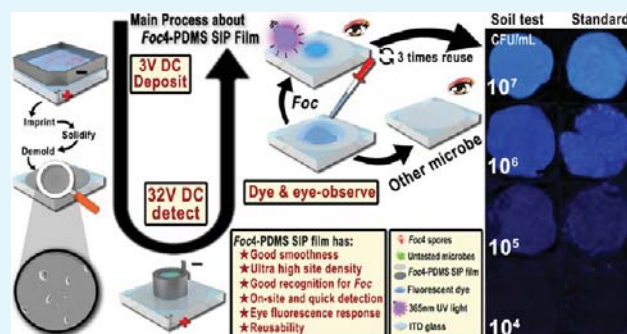 Main Process about
Foc4-PDMS SIP Film
3V DC
Deposit
Imprint
Solidify
Demold
32V DC
detect
Foc
3 times reuse
Other microbe
Dye & eye-observe
Foc4-PDMS SIP film has:
★Good smoothness
★Ultra high site density
★Good recognition for Foc
★On-site and quick detection
★Eye fluorescence response
★Reusability
Foc4 spores
Untasted microbes
Foc4-PDMS SIP film
Fluorescent dye
365nm UV light
ITO glass
Soil test Standard
CFU/mL
10⁷
10⁶
10⁵
10⁴